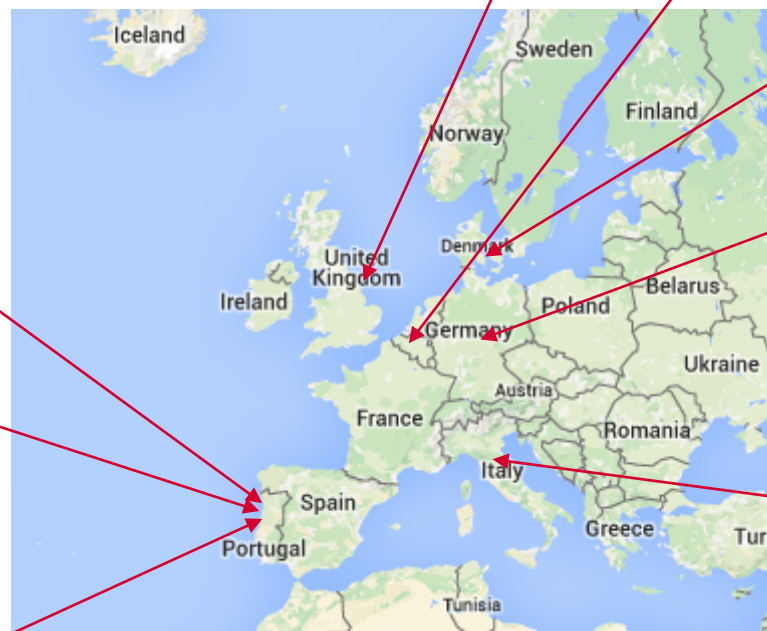 Iceland
Sweden
Finland
Norway
Denmark
United
Kingdom
Ireland
Belarus
Poland
Germany
Ukraine
Austria
France
Romania
Italy
Spain
Greece
Tur
Portugal
Tunisia